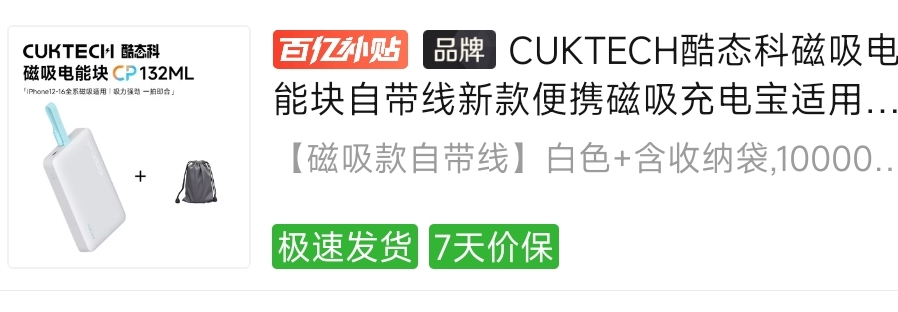 CUKTECH 酷态科
磁吸电能块 CP 132ML
「iPhone12-16全系磁吸适用 | 吸力强劲 一拍即合」
+
百亿补贴 品牌 CUKTECH酷态科磁吸电
能块自带线新款便携磁吸充电宝适用...
【磁吸款自带线】白色+含收纳袋,10000...
极速发货 7天价保